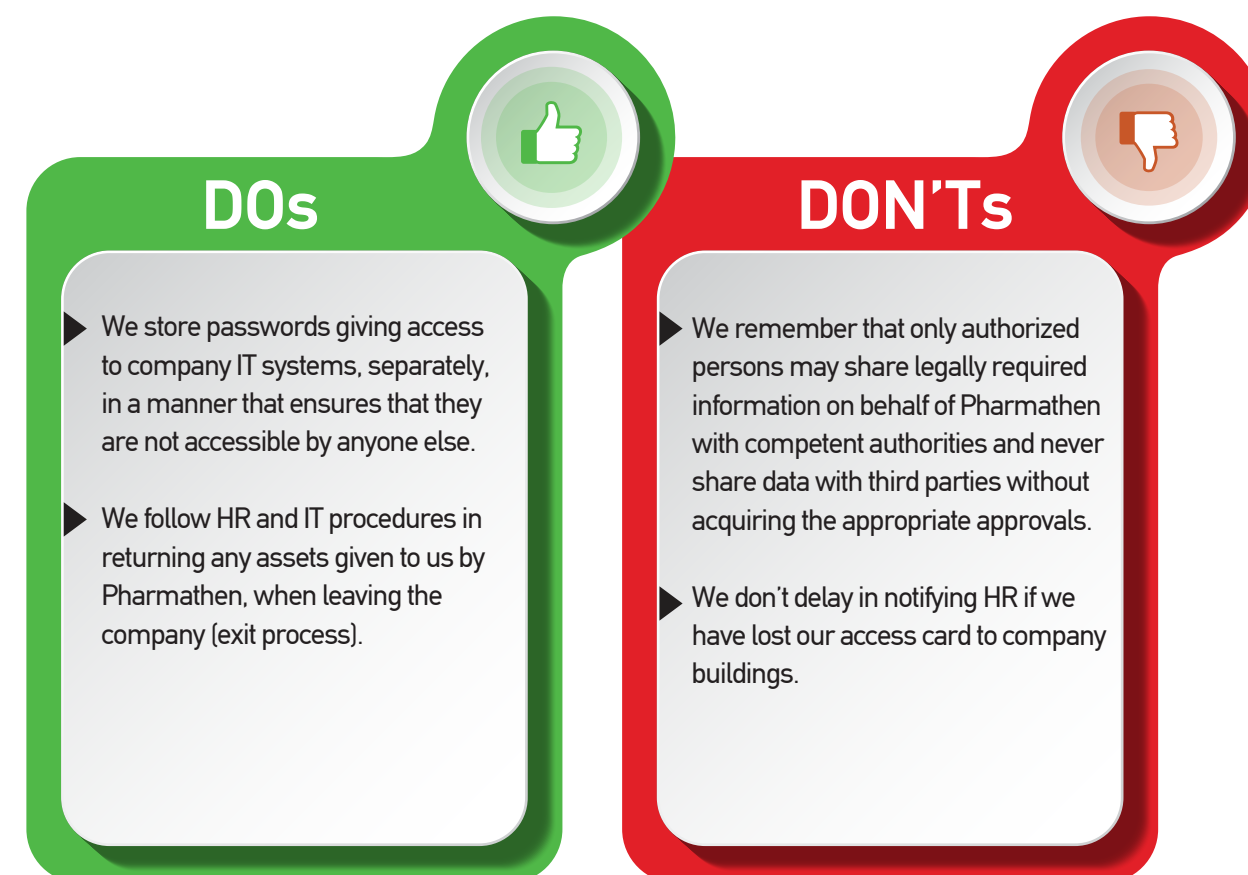 DOs
We store passwords giving access
to company IT systems, separately,
in a manner that ensures that they
are not accessible by anyone else.
We follow HR and IT procedures in
returning any assets given to us by
Pharmathen, when leaving the
company (exit process).
DON'Ts
We remember that only authorized
persons may share legally required
information on behalf of Pharmathen
with competent authorities and never
share data with third parties without
acquiring the appropriate approvals.
We don't delay in notifying HR if we
have lost our access card to company
buildings.